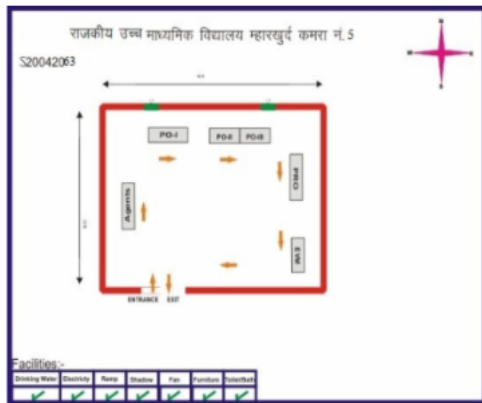 राजकीय उच्च माध्यमिक विद्यालय म्हारखुर्द कमरा नं. 5
S20042063
PO-I PO-II PO-III
PRO
Agents
EVM
ENTRANCE EXIT
Facilities:-
Drinking Water Electricity Ramp Shadow Fan Furniture Toilet/Bath